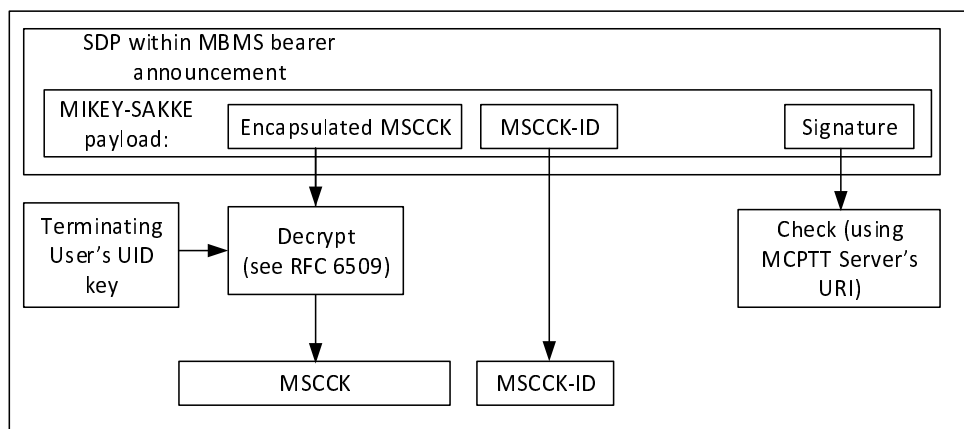 SDP within MBMS bearer
announcement
MIKEY-SAKKE
payload:
Encapsulated MSCCK
MSCCK-ID
Signature
Terminating
User's UID
key
Decrypt
(see RFC 6509)
Check (using
MCPTT Server's
URI)
MSCCK
MSCCK-ID